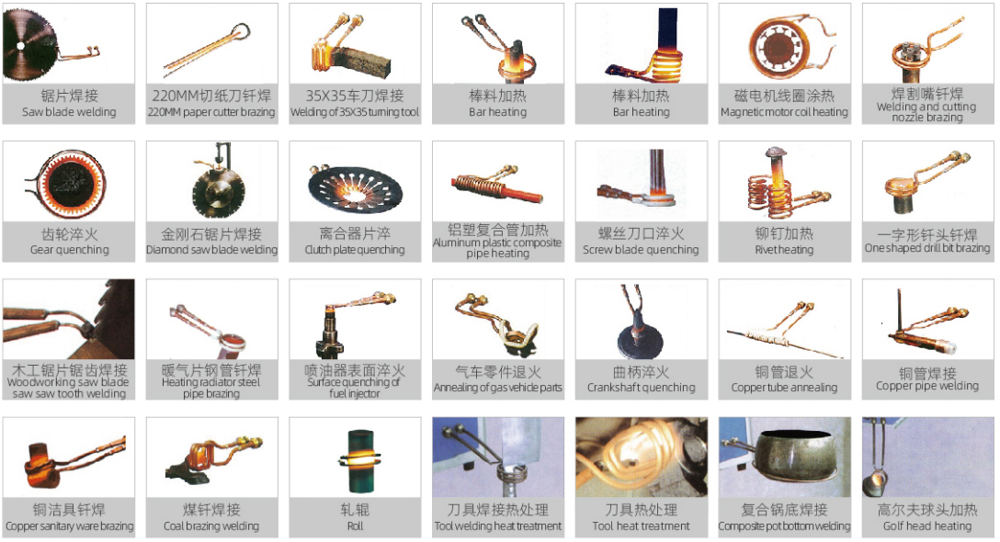 锯片焊接
Saw blade welding
220MM切纸刀钎焊
220MM paper cutter brazing
35X35车刀焊接
Welding of 35X35 turning tool
棒料加热
Bar heating
棒料加热
Bar heating
磁电机线圈涂热
Magnetic motor coil heating
焊割嘴钎焊
Welding and cutting
nozzle brazing
齿轮淬火
Gear quenching
金刚石锯片焊接
Diamond saw blade welding
离合器片淬
Clutch plate quenching
铝塑复合管加热
Aluminum plastic composite
pipe heating
螺丝刀口淬火
Screw blade quenching
铆钉加热
Rivet heating
一字形钎头钎焊
One shaped drill bit brazing
木工锯片锯齿焊接
Woodworking saw blade
saw saw tooth welding
暖气片钢管钎焊
Heating radiator steel
pipe brazing
喷油器表面淬火
Surface quenching of
fuel injector
气车零件退火
Annealing of gas vehicle parts
曲柄淬火
Crankshaft quenching
铜管退火
Copper tube annealing
铜管焊接
Copper pipe welding
铜洁具钎焊
Copper sanitary ware brazing
煤钎焊接
Coal brazing welding
轧辊
Roll
刀具焊接热处理
Tool welding heat treatment
刀具热处理
Tool heat treatment
复合锅底焊接
Composite pot bottom welding
高尔夫球头加热
Golf head heating